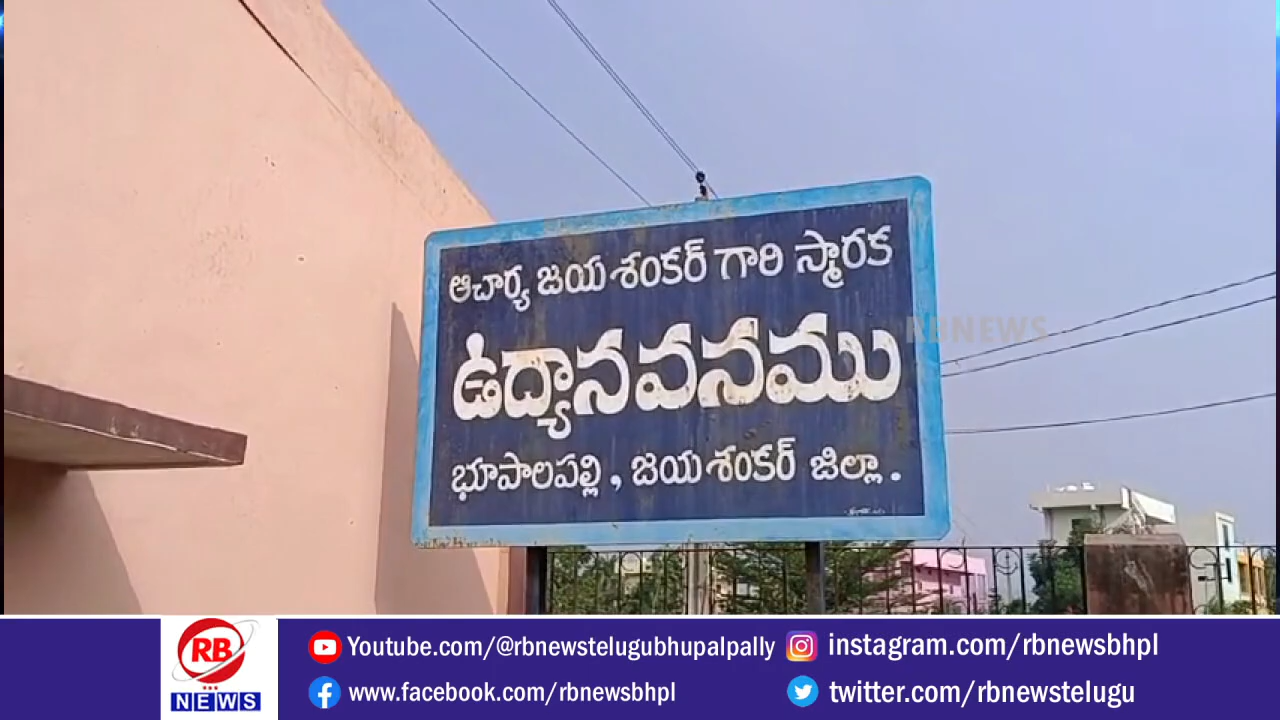 ఆచార్య జయశంకర్ గారి స్మారక
ఉద్యానవనము
భూపాలపల్లి, జయశంకర్ జిల్లా.
RBNEWS
RB
NEWS
Youtube.com/@rbnewstelugubhupalpally
instagram.com/rbnewsbhpl
www.facebook.com/rbnewsbhpl
twitter.com/rbnewstelugu